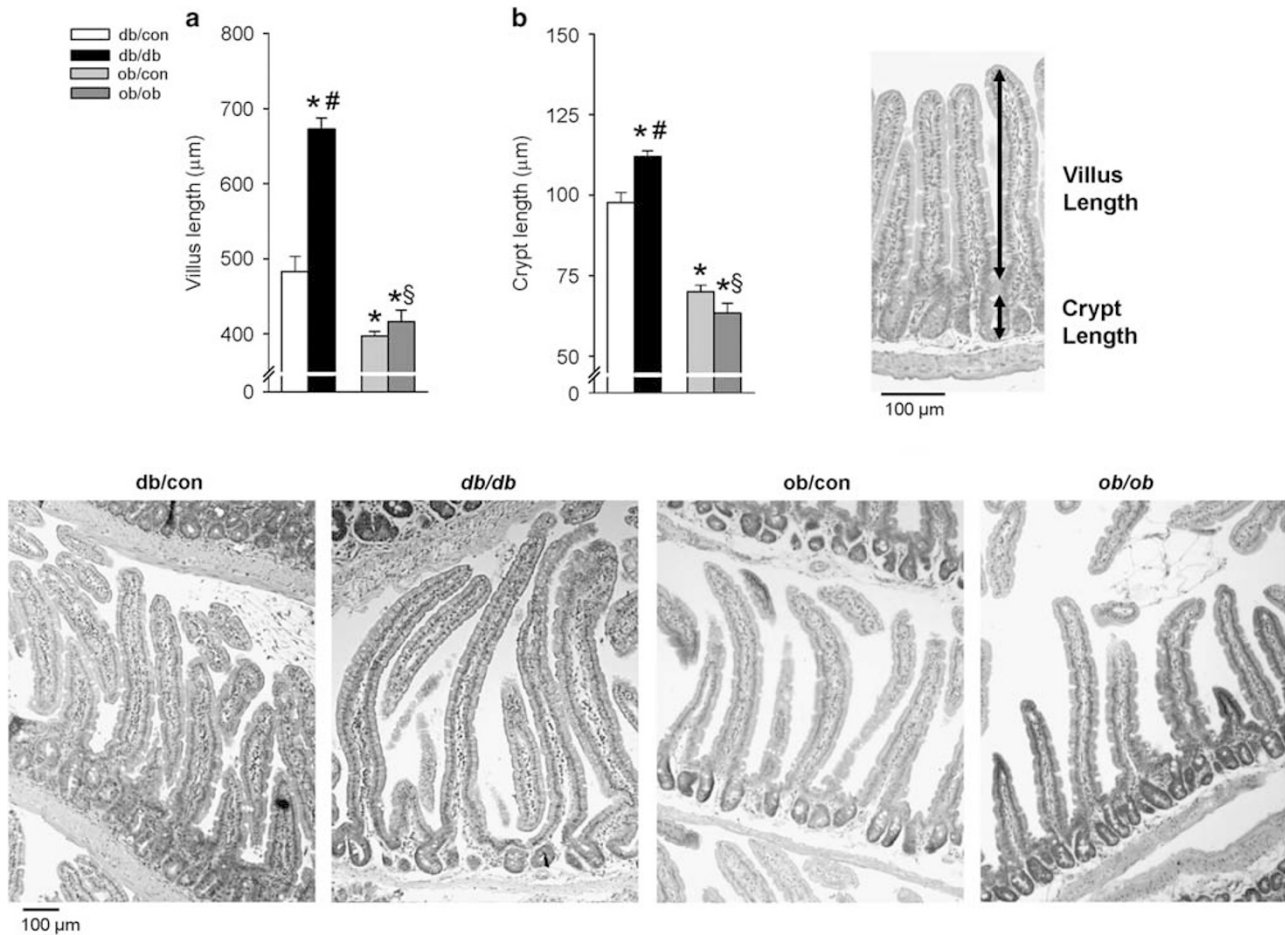 a
b
db/con
db/db
ob/con
ob/ob
Villus length (μm)
800
700
600
500
400
0
* #
*
*§
Crypt length (μm)
150
125
100
75
50
0
* #
*
*§
Villus
Length
Crypt
Length
100 μm
db/con
db/db
ob/con
ob/ob
100 μm